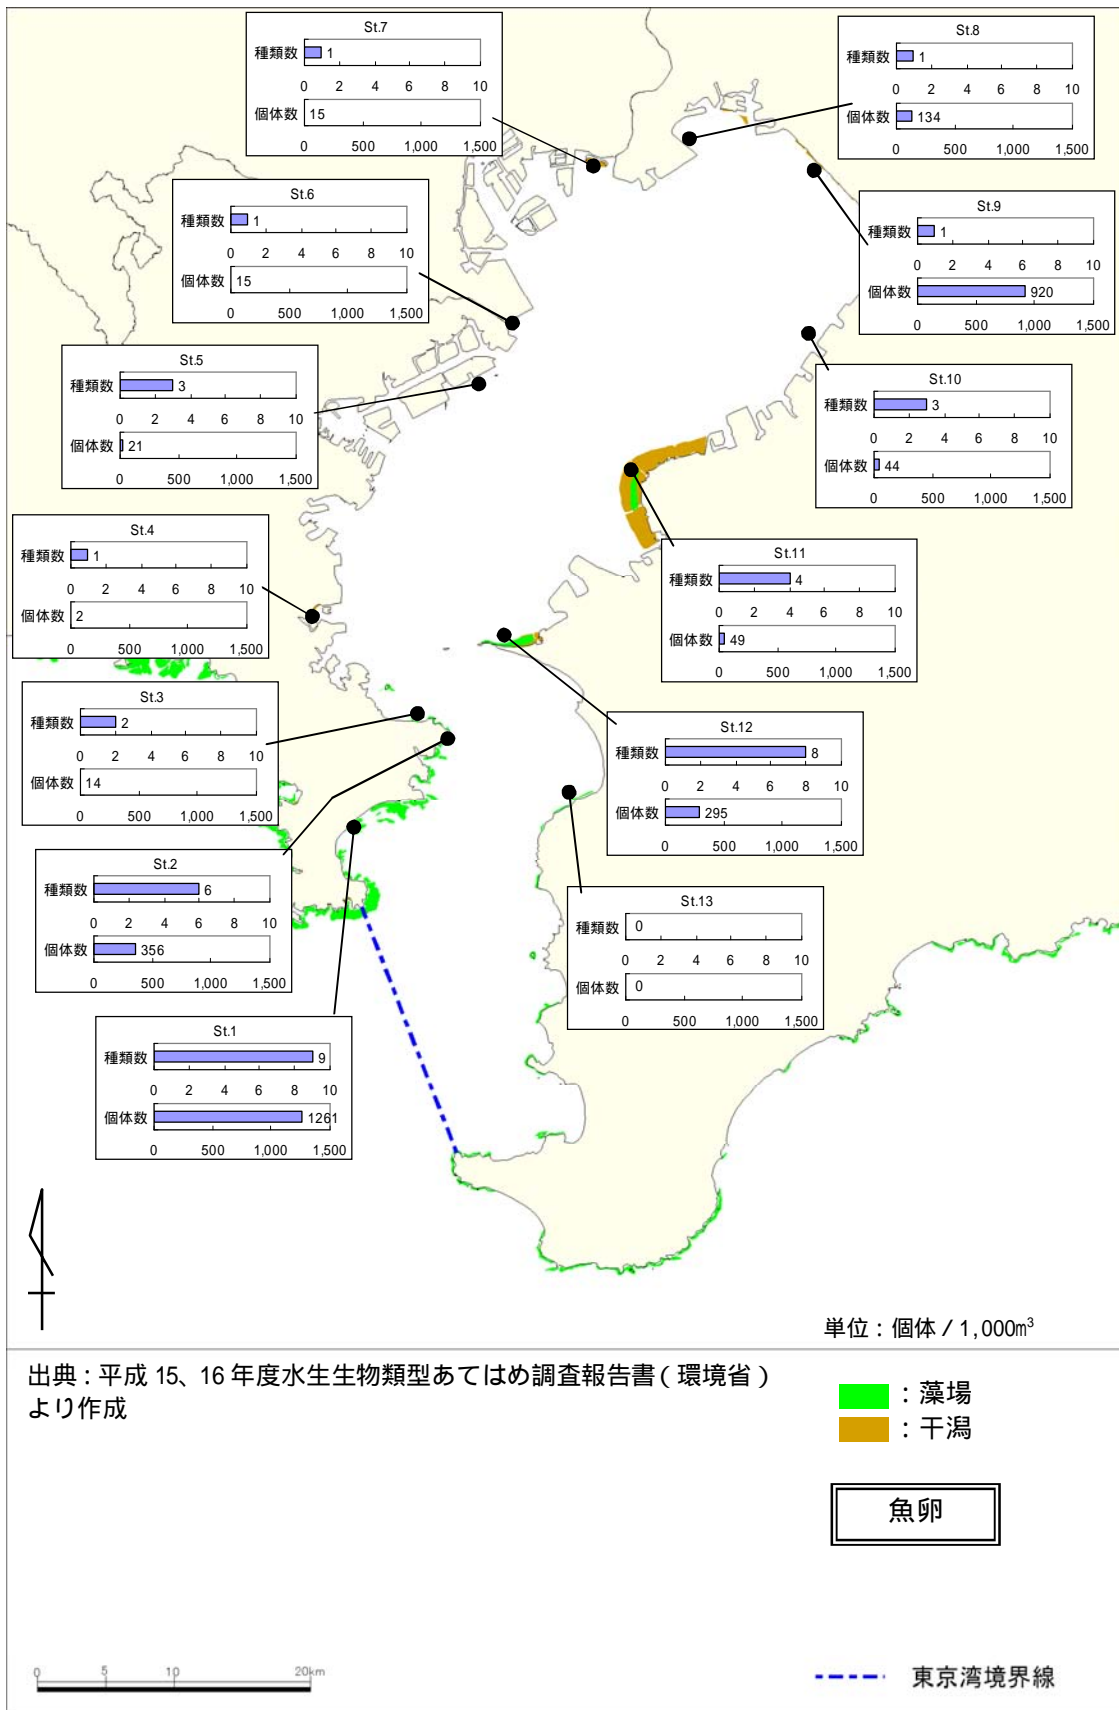 St.7
種類数 1
0 2 4 6 8 10
個体数 15
0 500 1,000 1,500
St.8
種類数 1
0 2 4 6 8 10
個体数 134
0 500 1,000 1,500
St.6
種類数 1
0 2 4 6 8 10
個体数 15
0 500 1,000 1,500
St.9
種類数 1
0 2 4 6 8 10
個体数 920
0 500 1,000 1,500
St.5
種類数 3
0 2 4 6 8 10
個体数 21
0 500 1,000 1,500
St.10
種類数 3
0 2 4 6 8 10
個体数 44
0 500 1,000 1,500
St.4
種類数 1
0 2 4 6 8 10
個体数 2
0 500 1,000 1,500
St.11
種類数 4
0 2 4 6 8 10
個体数 49
0 500 1,000 1,500
St.3
種類数 2
0 2 4 6 8 10
個体数 14
0 500 1,000 1,500
St.12
種類数 8
0 2 4 6 8 10
個体数 295
0 500 1,000 1,500
St.2
種類数 6
0 2 4 6 8 10
個体数 356
0 500 1,000 1,500
St.13
種類数 0
0 2 4 6 8 10
個体数 0
0 500 1,000 1,500
St.1
種類数 9
0 2 4 6 8 10
個体数 1261
0 500 1,000 1,500
単位：個体 / 1,000m³
出典：平成 15、16 年度水生生物類型あてはめ調査報告書（環境省）
より作成
：藻場
：干潟
魚卵
0 5 10 20km
東京湾境界線